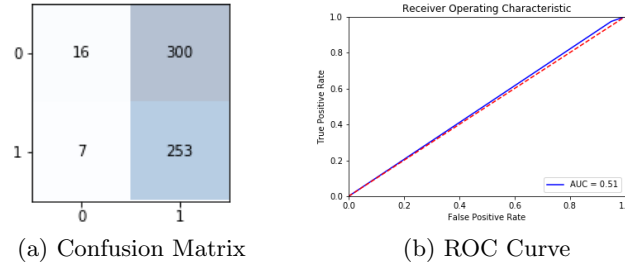 0
16
300
1
7
253
0
1
(a) Confusion Matrix
Receiver Operating Characteristic
1.0
0.8
0.6
0.4
0.2
0.0
True Positive Rate
AUC = 0.51
0.0 0.2 0.4 0.6 0.8 1.
False Positive Rate
(b) ROC Curve